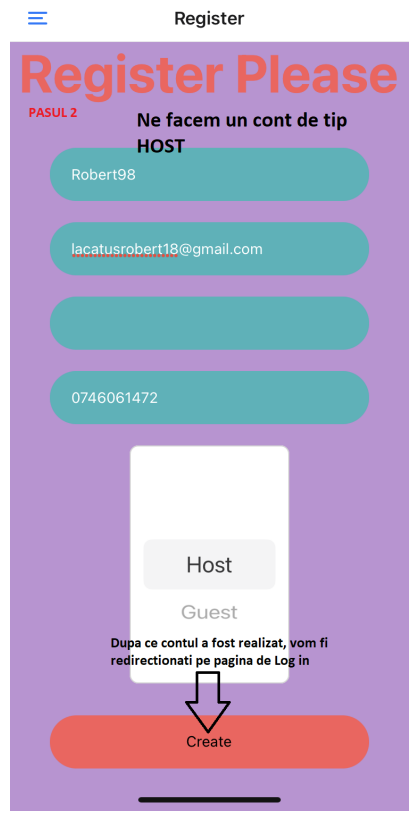 Register
Register Please
PASUL 2
Ne facem un cont de tip
HOST
Robert98
lacatusrobert18@gmail.com
0746061472
Host
Guest
Dupa ce contul a fost realizat, vom fi
redirectionati pe pagina de Log in
Create